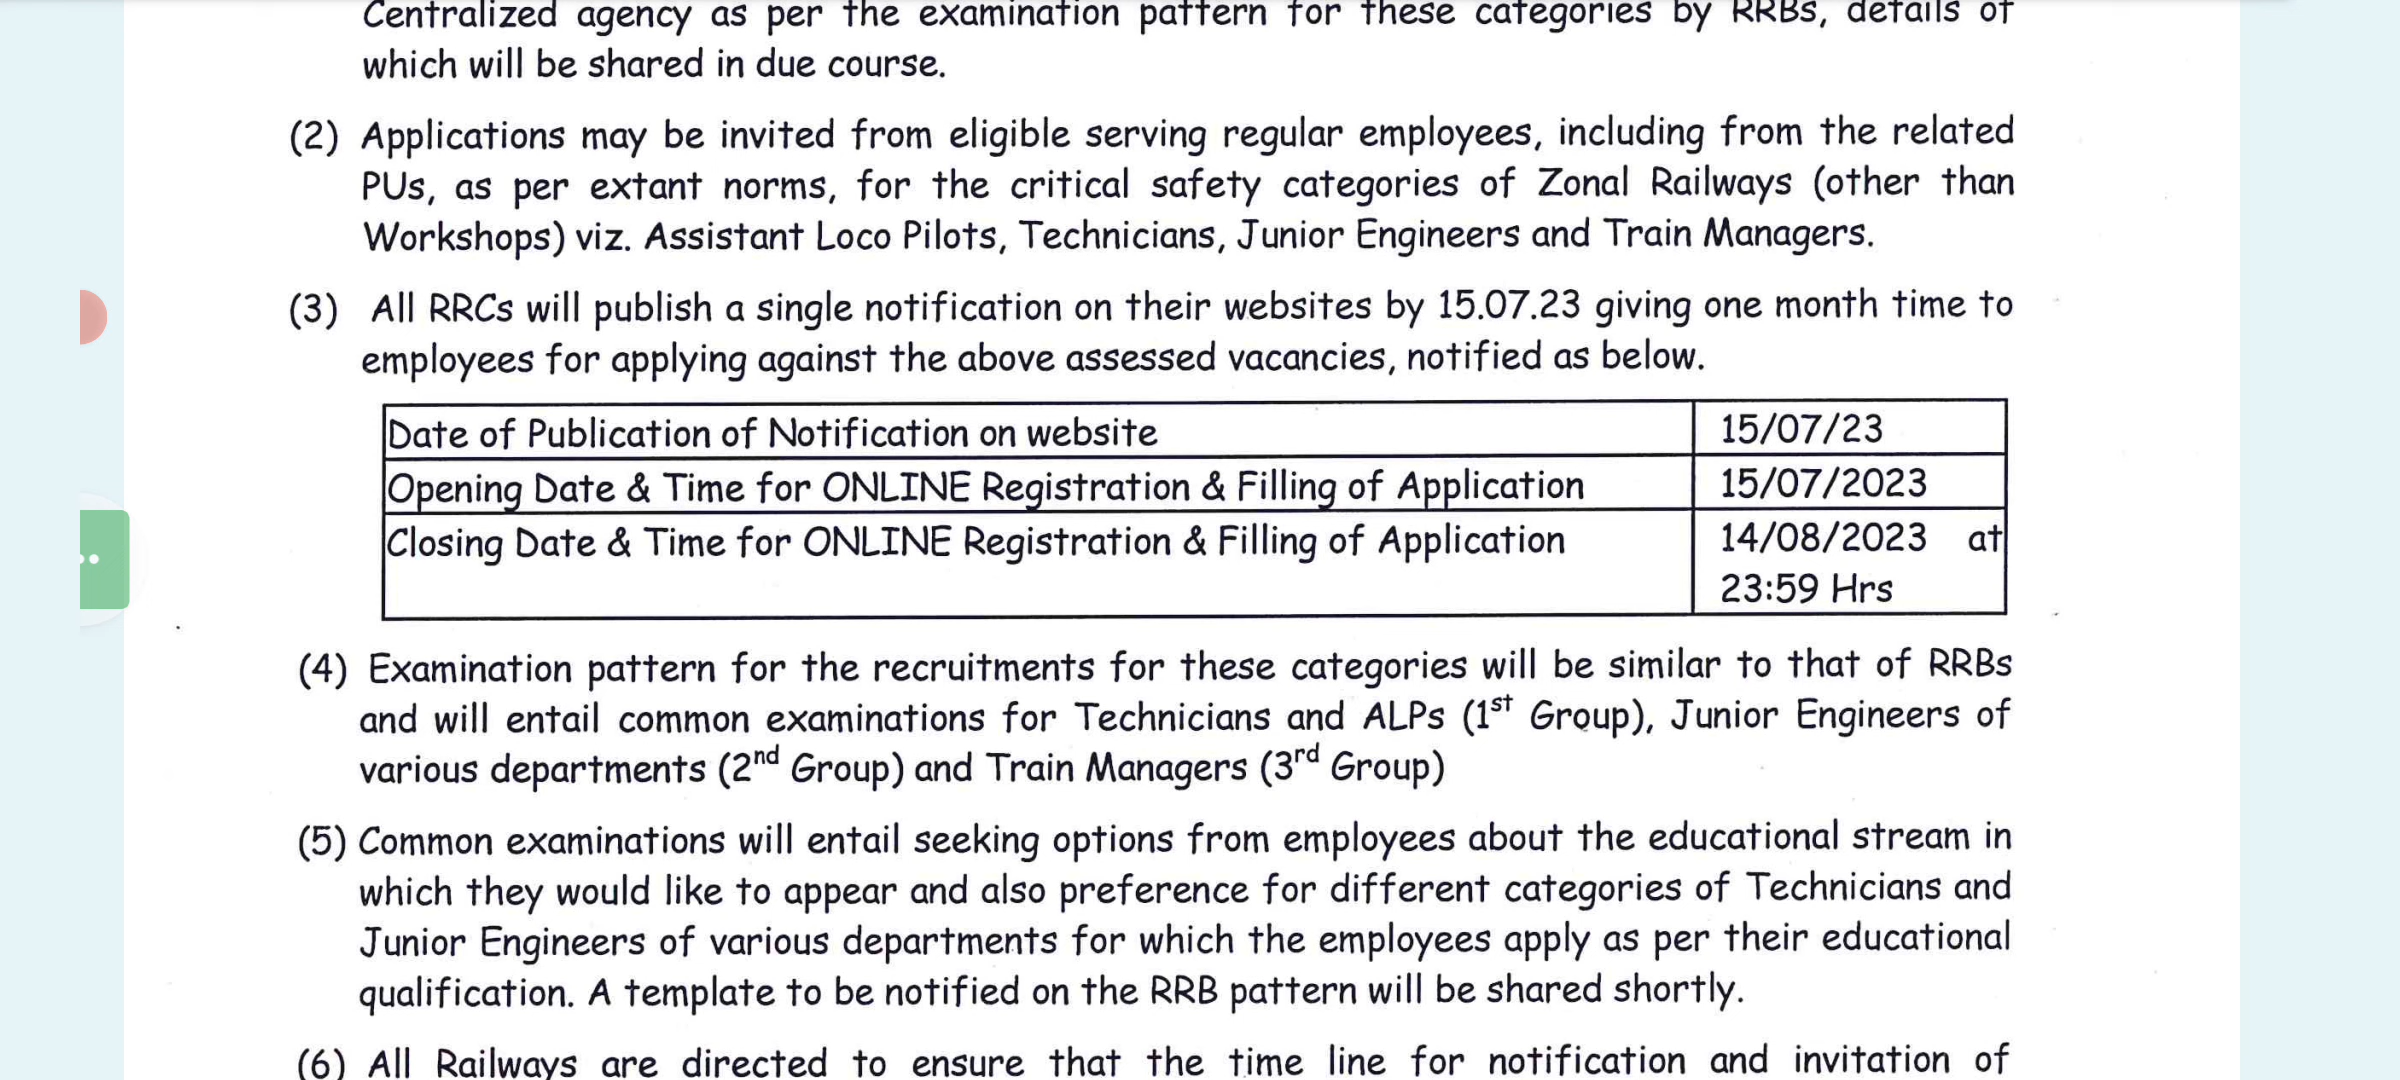 Centralized agency as per the examination pattern for these categories by RRBs, details of
which will be shared in due course.
(2) Applications may be invited from eligible serving regular employees, including from the related
PUs, as per extant norms, for the critical safety categories of Zonal Railways (other than
Workshops) viz. Assistant Loco Pilots, Technicians, Junior Engineers and Train Managers.
(3) All RRCs will publish a single notification on their websites by 15.07.23 giving one month time to
employees for applying against the above assessed vacancies, notified as below.
Date of Publication of Notification on website 15/07/23
Opening Date & Time for ONLINE Registration & Filling of Application 15/07/2023
Closing Date & Time for ONLINE Registration & Filling of Application 14/08/2023 at
23:59 Hrs
(4) Examination pattern for the recruitments for these categories will be similar to that of RRBs
and will entail common examinations for Technicians and ALPs (1st Group), Junior Engineers of
various departments (2nd Group) and Train Managers (3rd Group)
(5) Common examinations will entail seeking options from employees about the educational stream in
which they would like to appear and also preference for different categories of Technicians and
Junior Engineers of various departments for which the employees apply as per their educational
qualification. A template to be notified on the RRB pattern will be shared shortly.
(6) All Railways are directed to ensure that the time line for notification and invitation of